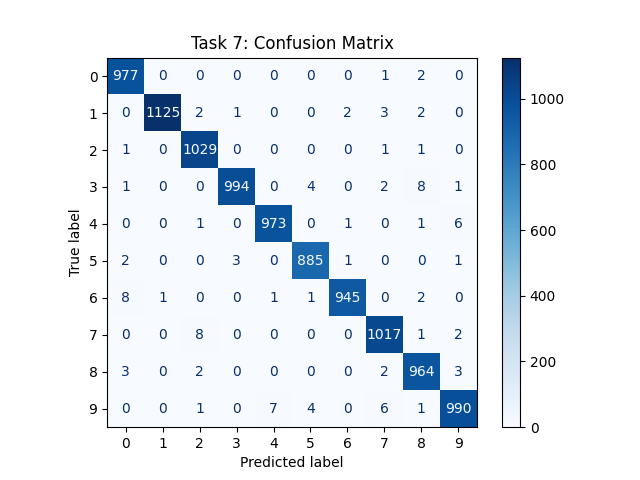 Task 7: Confusion Matrix
0 977 0 0 0 0 0 0 1 2 0
1 0 1125 2 1 0 0 2 3 2 0
2 1 0 1029 0 0 0 0 1 1 0
3 1 0 0 994 0 4 0 2 8 1
4 0 0 1 0 973 0 1 0 1 6
5 2 0 0 3 0 885 1 0 0 1
6 8 1 0 0 1 1 945 0 2 0
7 0 0 8 0 0 0 0 1017 1 2
8 3 0 2 0 0 0 0 2 964 3
9 0 0 1 0 7 4 0 6 1 990
0 1 2 3 4 5 6 7 8 9
Predicted label
True label
1000
800
600
400
200
0